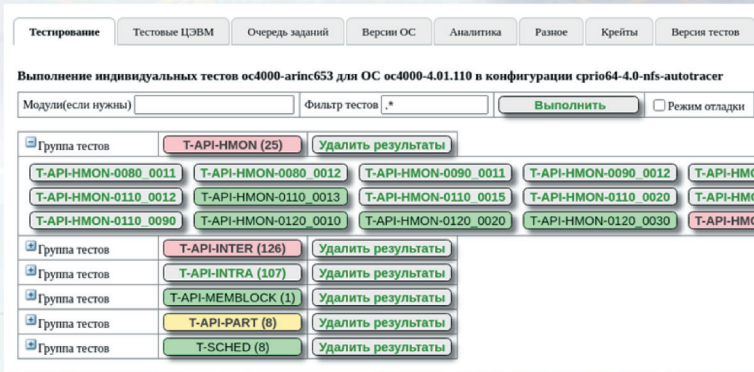 Тестирование Тестовые ЦЭВМ Очередь заданий Версии ОС Аналитика Разное Крейты Версия тестов
Выполнение индивидуальных тестов oc4000-arinc653 для ОС oc4000-4.01.110 в конфигурации cprio64-4.0-nfs-autotracer
Модули(если нужны) Фильтр тестов .* Выполнить Режим отладки
Группа тестов T-API-HMON (25) Удалить результаты
T-API-HMON-0080_0011 T-API-HMON-0080_0012 T-API-HMON-0090_0011 T-API-HMON-0090_0012 T-API-HMO
T-API-HMON-0110_0012 T-API-HMON-0110_0013 T-API-HMON-0110_0015 T-API-HMON-0110_0020 T-API-HMO
T-API-HMON-0110_0090 T-API-HMON-0120_0010 T-API-HMON-0120_0020 T-API-HMON-0120_0030 T-API-HMO
Группа тестов T-API-INTER (126) Удалить результаты
Группа тестов T-API-INTRA (107) Удалить результаты
Группа тестов T-API-MEMBLOCK (1) Удалить результаты
Группа тестов T-API-PART (8) Удалить результаты
Группа тестов T-SCHED (8) Удалить результаты